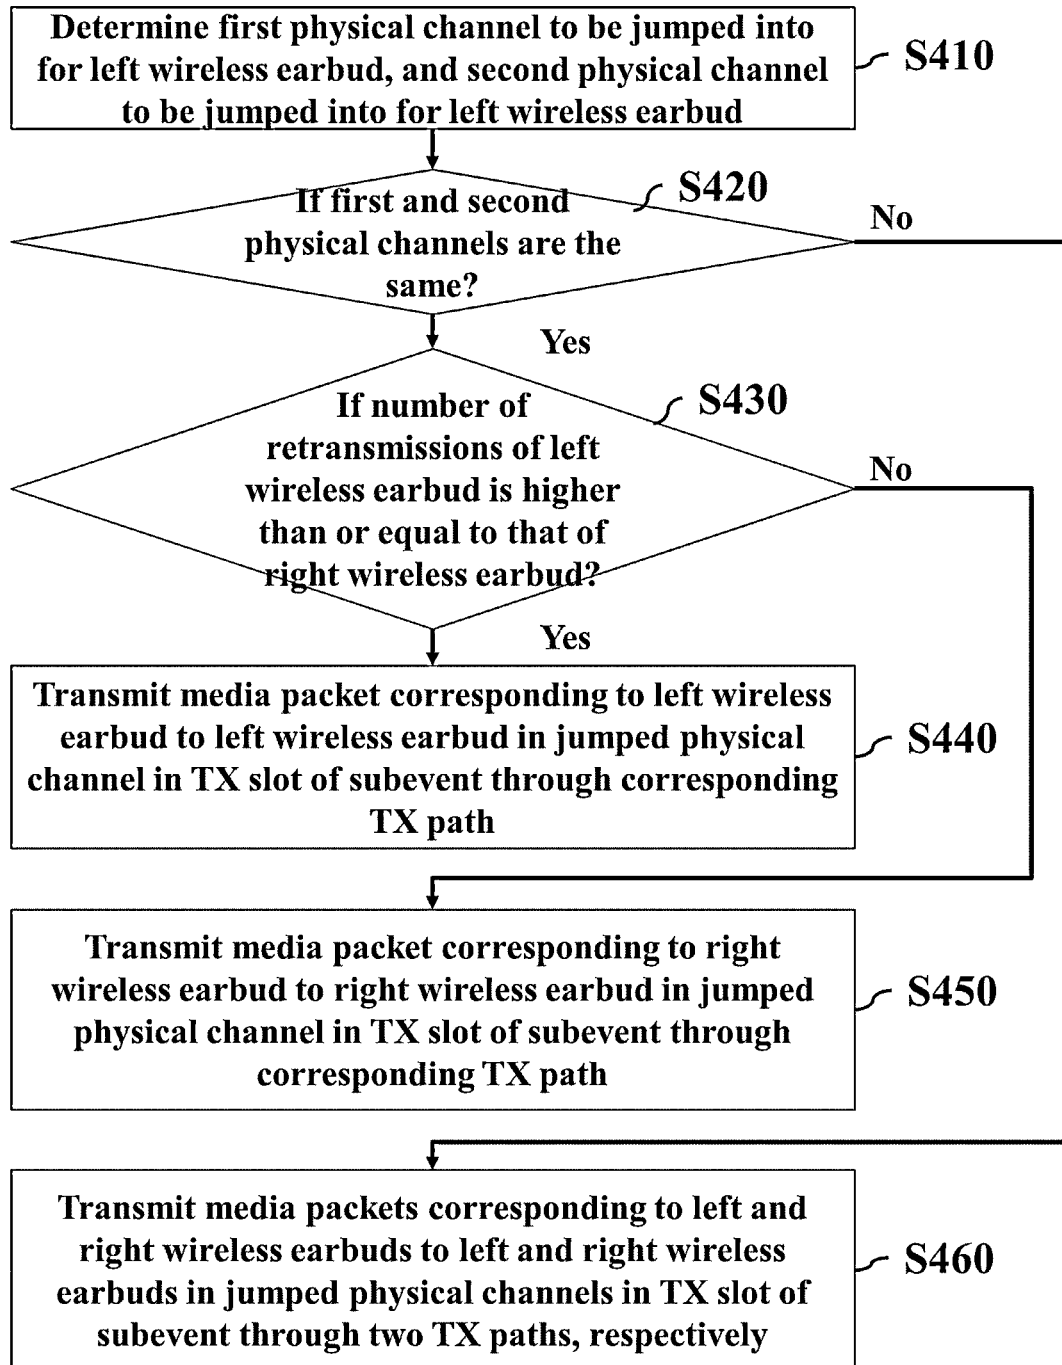 Determine first physical channel to be jumped into
for left wireless earbud, and second physical channel
to be jumped into for left wireless earbud
S410
S420
If first and second
physical channels are the
same?
No
Yes
S430
If number of
retransmissions of left
wireless earbud is higher
than or equal to that of
right wireless earbud?
No
Yes
Transmit media packet corresponding to left wireless
earbud to left wireless earbud in jumped physical
channel in TX slot of subevent through corresponding
TX path
S440
Transmit media packet corresponding to right
wireless earbud to right wireless earbud in jumped
physical channel in TX slot of subevent through
corresponding TX path
S450
Transmit media packets corresponding to left and
right wireless earbuds to left and right wireless
earbuds in jumped physical channels in TX slot of
subevent through two TX paths, respectively
S460